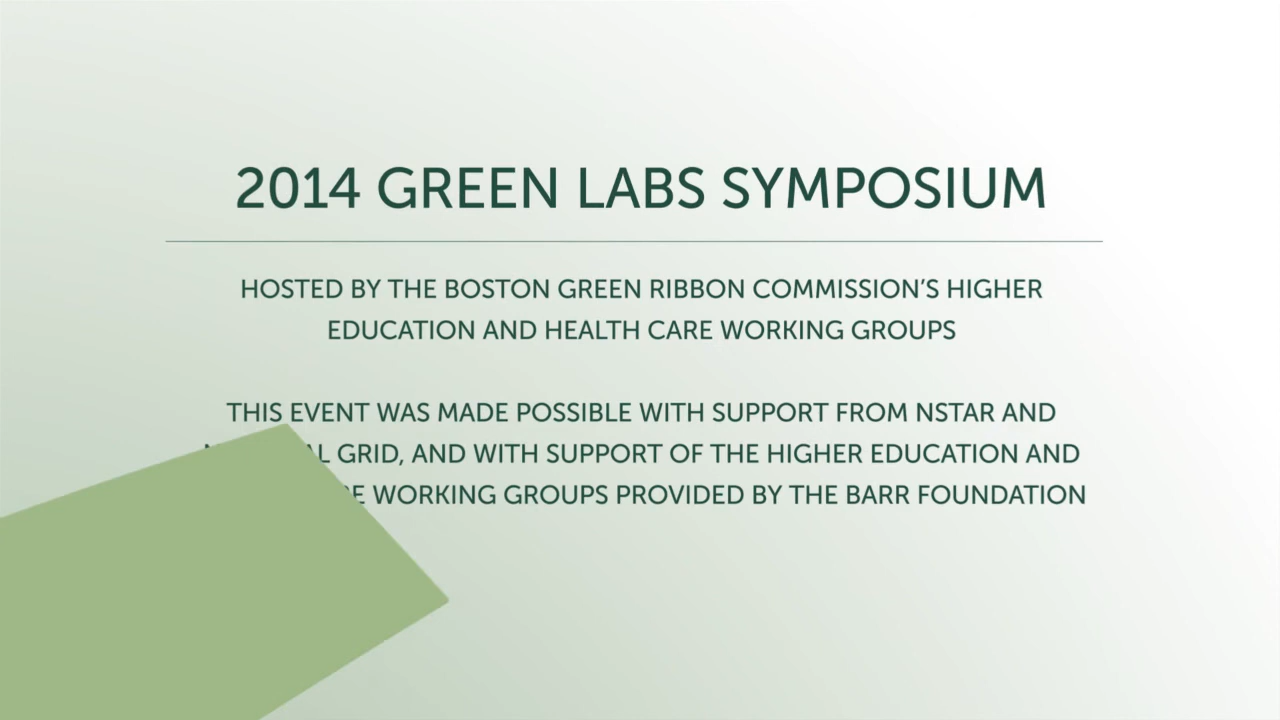 2014 GREEN LABS SYMPOSIUM
HOSTED BY THE BOSTON GREEN RIBBON COMMISSION’S HIGHER
EDUCATION AND HEALTH CARE WORKING GROUPS
THIS EVENT WAS MADE POSSIBLE WITH SUPPORT FROM NSTAR AND
GRID, AND WITH SUPPORT OF THE HIGHER EDUCATION AND
WORKING GROUPS PROVIDED BY THE BARR FOUNDATION